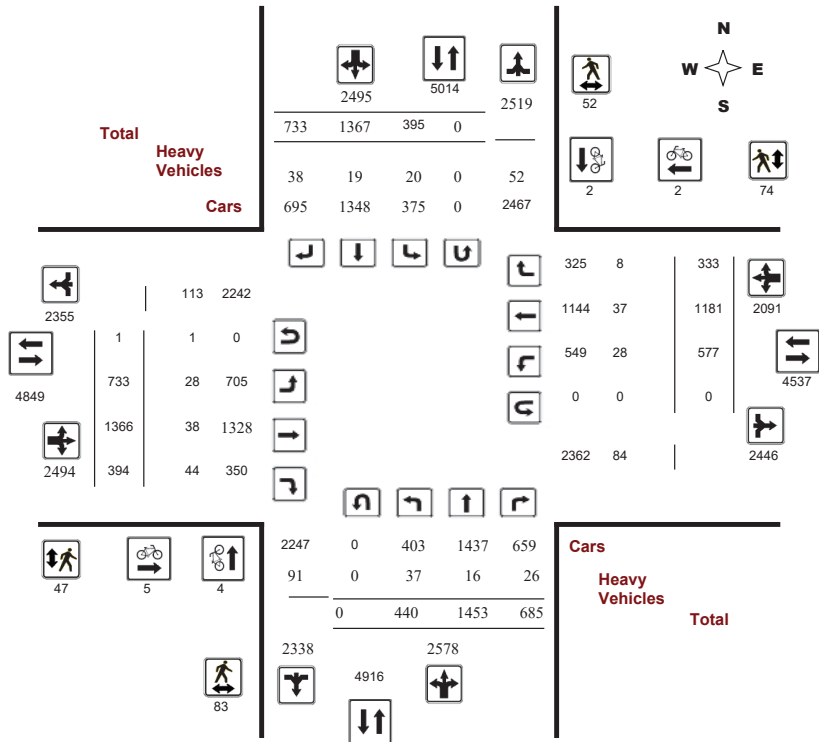 N
W E
S
2495 5014 2519 52
733 1367 395 0
Total
Heavy
Vehicles
Cars
38 19 20 0 52
695 1348 375 0 2467
2 2 74
325 8 333
113 2242
2355
1144 37 1181 2091
1 1 0
549 28 577
4849 733 28 705 4537
0 0 0
1366 38 1328
2494 394 44 350
2362 84 2446
2247 0 403 1437 659 Cars
91 0 37 16 26 Heavy
Vehicles
0 440 1453 685 Total
47 5 4
2338 2578
4916
83